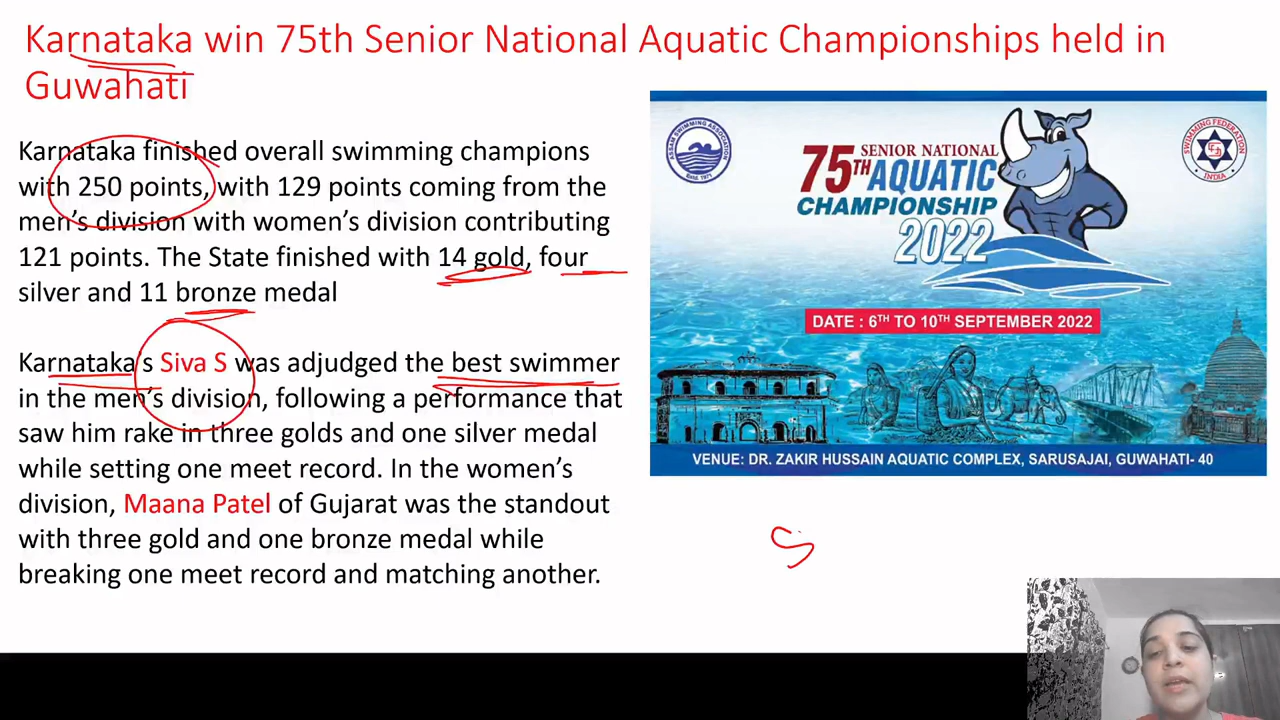 Karnataka win 75th Senior National Aquatic Championships held in
Guwahati
Karnataka finished overall swimming champions
with 250 points, with 129 points coming from the
men's division with women's division contributing
121 points. The State finished with 14 gold, four
silver and 11 bronze medal
Karnataka's Siva S was adjudged the best swimmer
in the men's division, following a performance that
saw him rake in three golds and one silver medal
while setting one meet record. In the women's
division, Maana Patel of Gujarat was the standout
with three gold and one bronze medal while
breaking one meet record and matching another.
ASSAM SWIMMING ASSOCIATION
75TH SENIOR NATIONAL
AQUATIC
CHAMPIONSHIP
2022
SWIMMING FEDERATION
INDIA
DATE : 6TH TO 10TH SEPTEMBER 2022
VENUE: DR. ZAKIR HUSSAIN AQUATIC COMPLEX, SARUSAJAI, GUWAHATI- 40
S